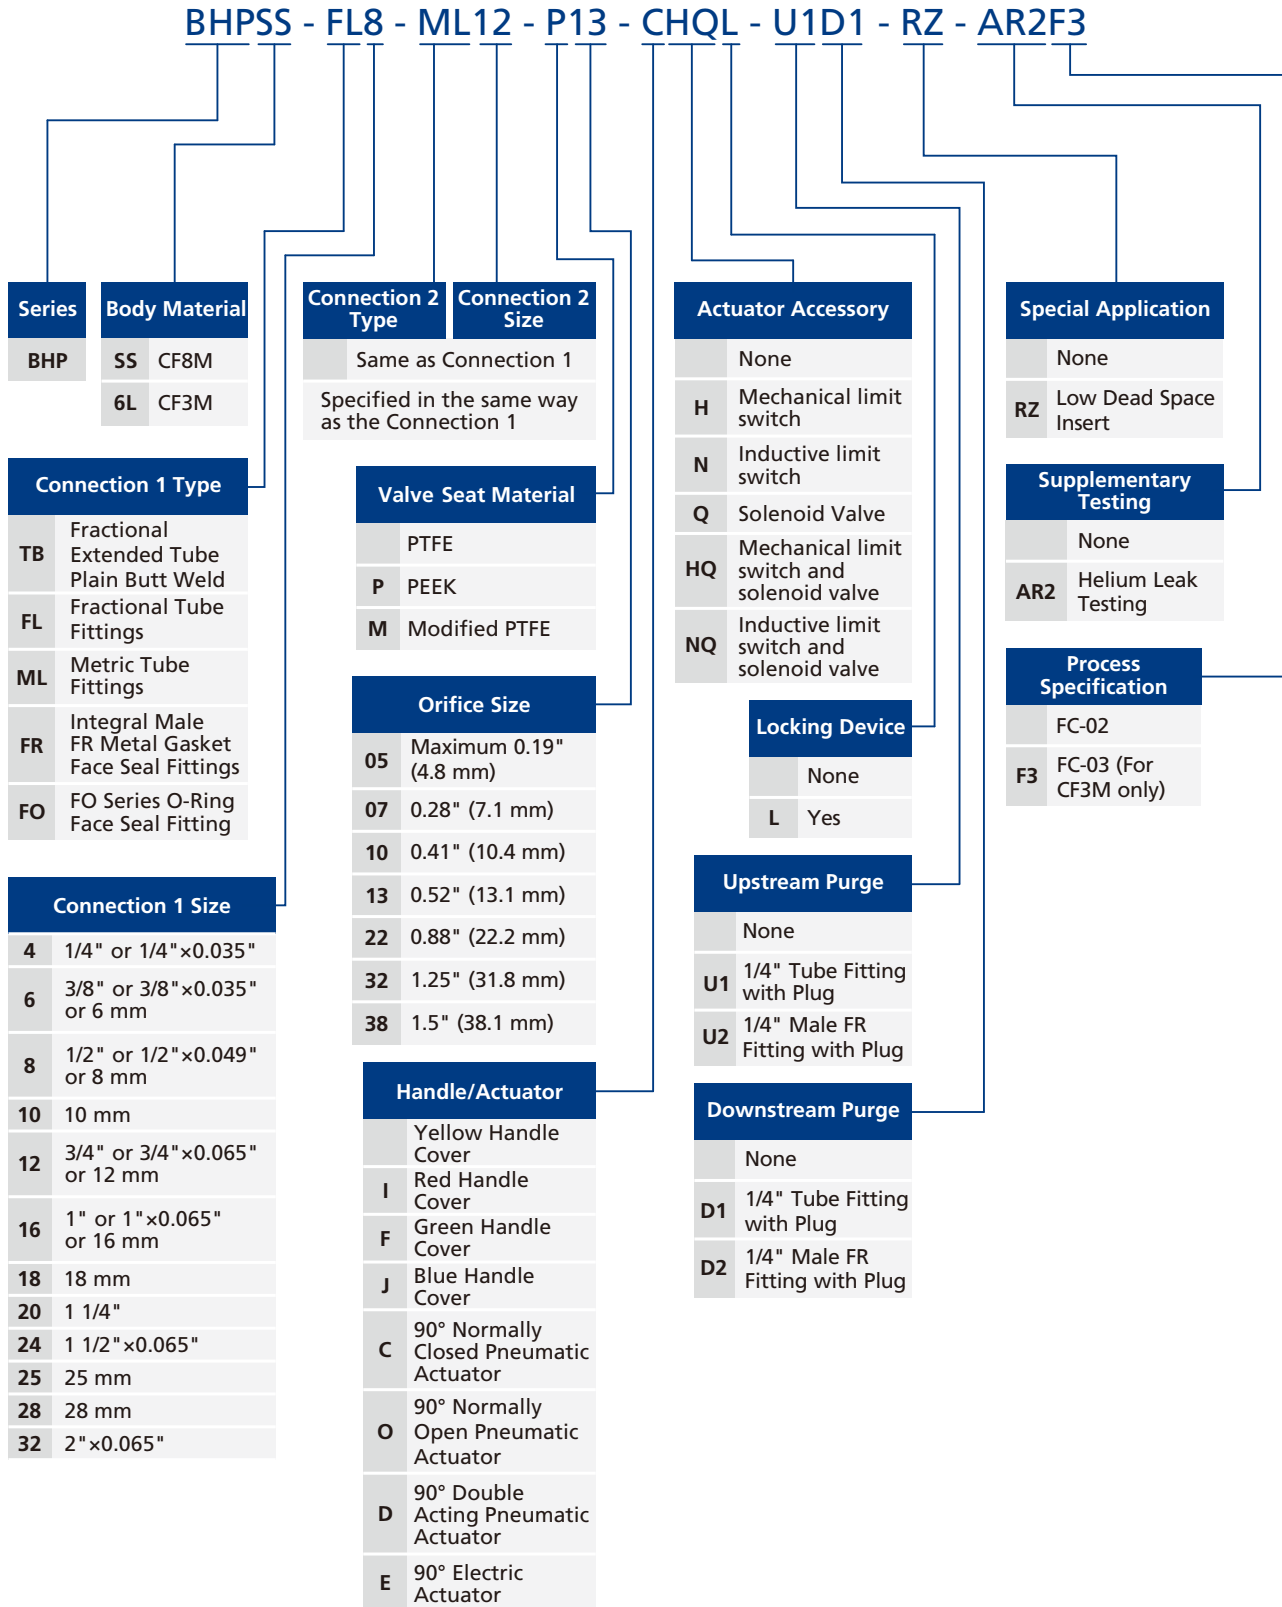 BHPSS - FL8 - ML12 - P13 - CHQL - U1D1 - RZ - AR2F3
Series
BHP
Body Material
SS CF8M
6L CF3M
Connection 1 Type
TB Fractional
Extended Tube
Plain Butt Weld
FL Fractional Tube
Fittings
ML Metric Tube
Fittings
FR Integral Male
FR Metal Gasket
Face Seal Fittings
FO FO Series O-Ring
Face Seal Fitting
Connection 1 Size
4 1/4" or 1/4"×0.035"
6 3/8" or 3/8"×0.035"
or 6 mm
8 1/2" or 1/2"×0.049"
or 8 mm
10 10 mm
12 3/4" or 3/4"×0.065"
or 12 mm
16 1" or 1"×0.065"
or 16 mm
18 18 mm
20 1 1/4"
24 1 1/2"×0.065"
25 25 mm
28 28 mm
32 2"×0.065"
Connection 2
Type
Connection 2
Size
Same as Connection 1
Specified in the same way
as the Connection 1
Valve Seat Material
PTFE
P PEEK
M Modified PTFE
Orifice Size
05 Maximum 0.19"
(4.8 mm)
07 0.28" (7.1 mm)
10 0.41" (10.4 mm)
13 0.52" (13.1 mm)
22 0.88" (22.2 mm)
32 1.25" (31.8 mm)
38 1.5" (38.1 mm)
Handle/Actuator
Yellow Handle
Cover
I Red Handle
Cover
F Green Handle
Cover
J Blue Handle
Cover
C 90° Normally
Closed Pneumatic
Actuator
O 90° Normally
Open Pneumatic
Actuator
D 90° Double
Acting Pneumatic
Actuator
E 90° Electric
Actuator
Actuator Accessory
None
H Mechanical limit
switch
N Inductive limit
switch
Q Solenoid Valve
HQ Mechanical limit
switch and
solenoid valve
NQ Inductive limit
switch and
solenoid valve
Locking Device
None
L Yes
Upstream Purge
None
U1 1/4" Tube Fitting
with Plug
U2 1/4" Male FR
Fitting with Plug
Downstream Purge
None
D1 1/4" Tube Fitting
with Plug
D2 1/4" Male FR
Fitting with Plug
Special Application
None
RZ Low Dead Space
Insert
Supplementary
Testing
None
AR2 Helium Leak
Testing
Process
Specification
FC-02
F3 FC-03 (For
CF3M only)